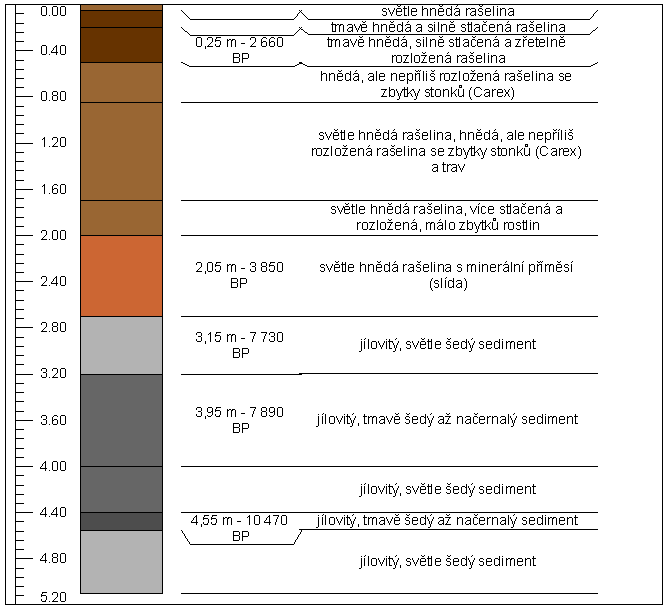 0.00
světle hnědá rašelina
tmavě hnědá a silně stlačená rašelina
0.40
0,25 m - 2 660
BP
tmavě hnědá, silně stlačená a zřetelně
rozložená rašelina
hnědá, ale nepříliš rozložená rašelina se
zbytky stonků (Carex)
0.80
1.20
světle hnědá rašelina, hnědá, ale nepříliš
rozložená rašelina se zbytky stonků (Carex)
a trav
1.60
světle hnědá rašelina, více stlačená a
rozložená, málo zbytků rostlin
2.00
2,05 m - 3 850
BP
světle hnědá rašelina s minerální příměsí
(slída)
2.40
2.80
3,15 m - 7 730
BP
jílovitý, světle šedý sediment
3.20
3,95 m - 7 890
BP
jílovitý, tmavě šedý až načernalý sediment
3.60
4.00
jílovitý, světle šedý sediment
4.40
4,55 m - 10 470
BP
jílovitý, tmavě šedý až načernalý sediment
4.80
jílovitý, světle šedý sediment
5.20